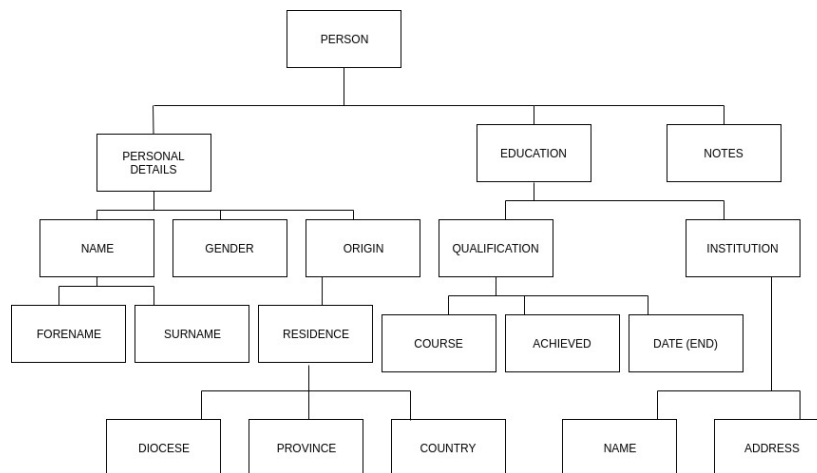 PERSON
PERSONAL
DETAILS
EDUCATION
NOTES
NAME
GENDER
ORIGIN
QUALIFICATION
INSTITUTION
FORENAME
SURNAME
RESIDENCE
COURSE
ACHIEVED
DATE (END)
DIOCESE
PROVINCE
COUNTRY
NAME
ADDRESS